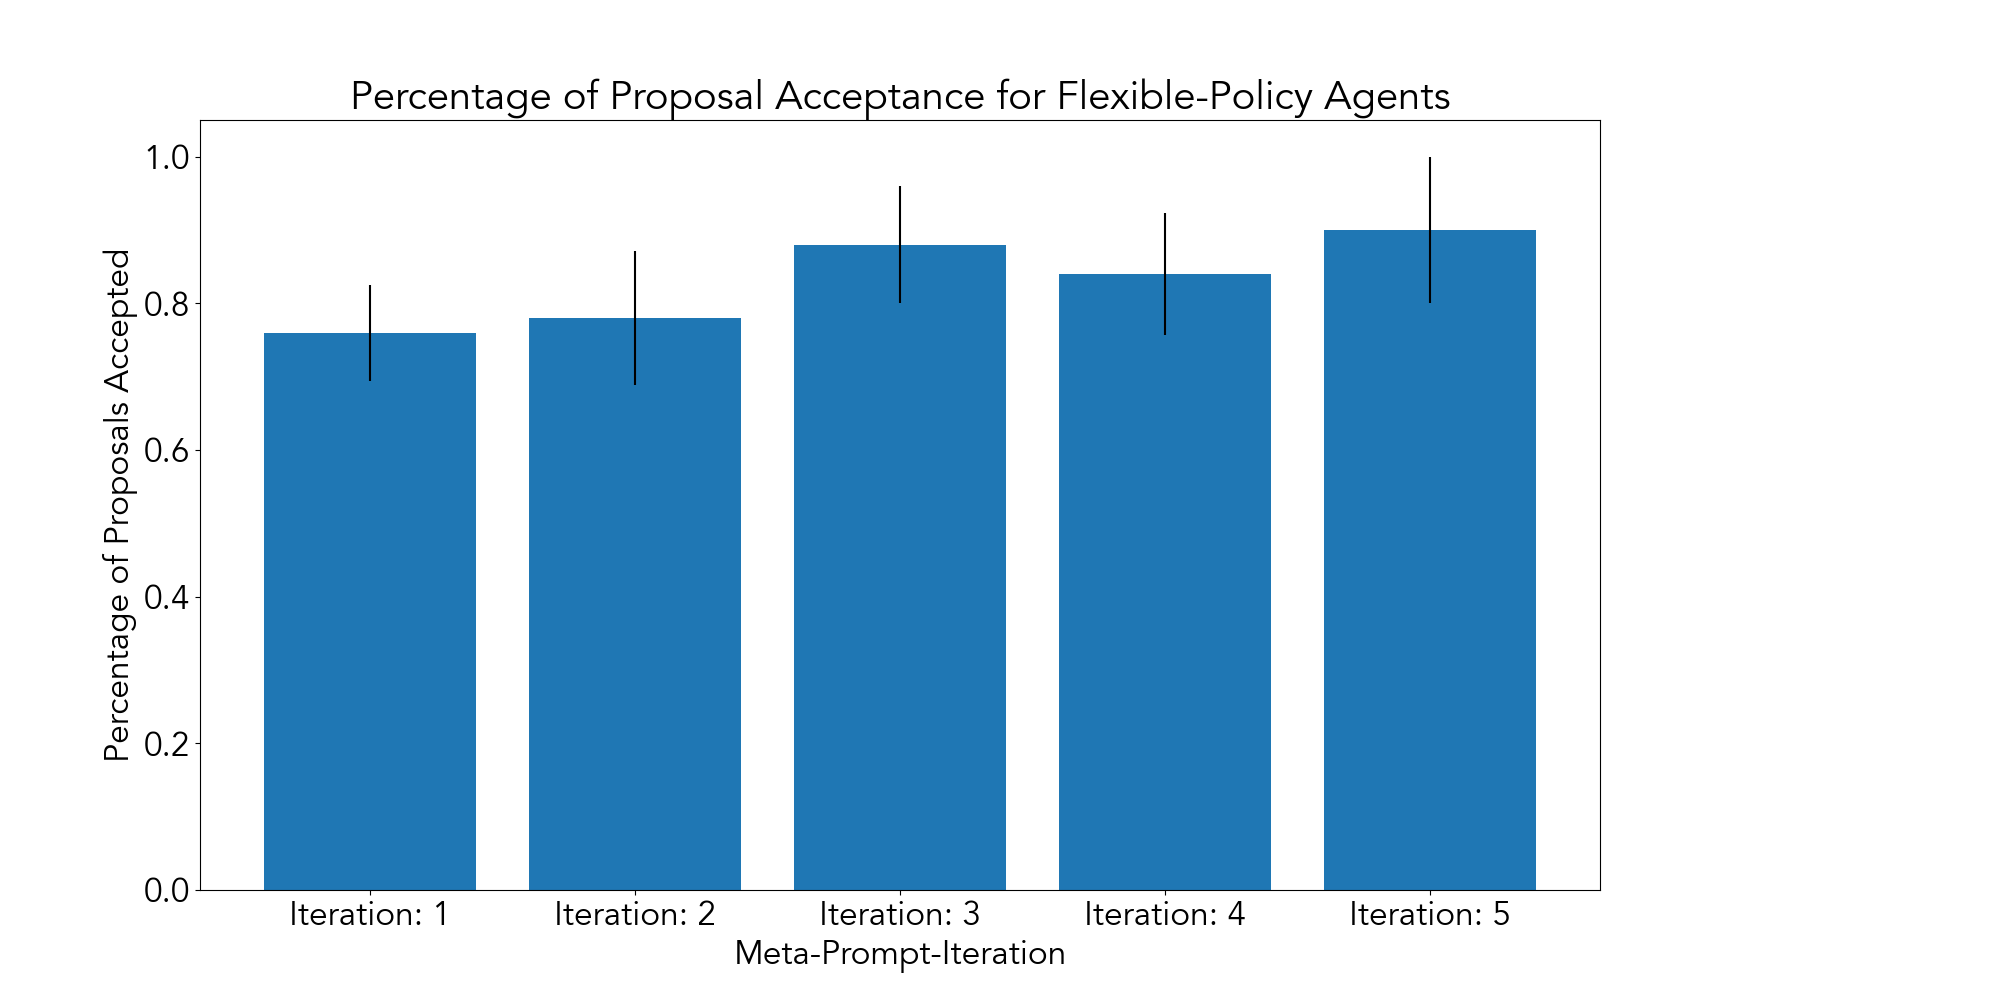 Percentage of Proposal Acceptance for Flexible-Policy Agents
Percentage of Proposals Accepted
1.0
0.8
0.6
0.4
0.2
0.0
Iteration: 1
Iteration: 2
Iteration: 3
Iteration: 4
Iteration: 5
Meta-Prompt-Iteration